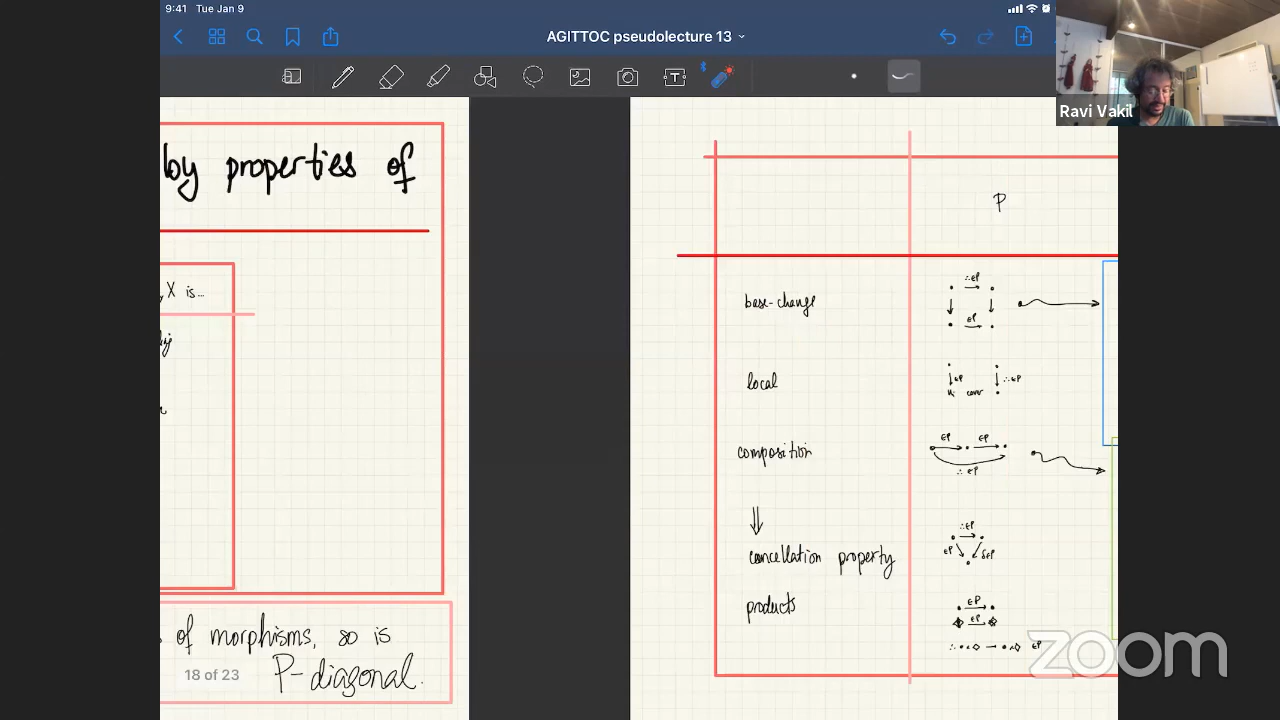 9:41 Tue Jan 9
AGITTOC pseudolecture 13
Ravi Vakil
by properties of
X is...
of morphisms, so is
P-diagonal.
18 of 23
P
base-change
∴∈P
∈P
local
∈P ∴∈P
cover
composition
∈P ∈P
∴∈P
⇓
cancellation property
∴∈P
∈P δ∈P
products
∈P
∈P
∈P
zoom